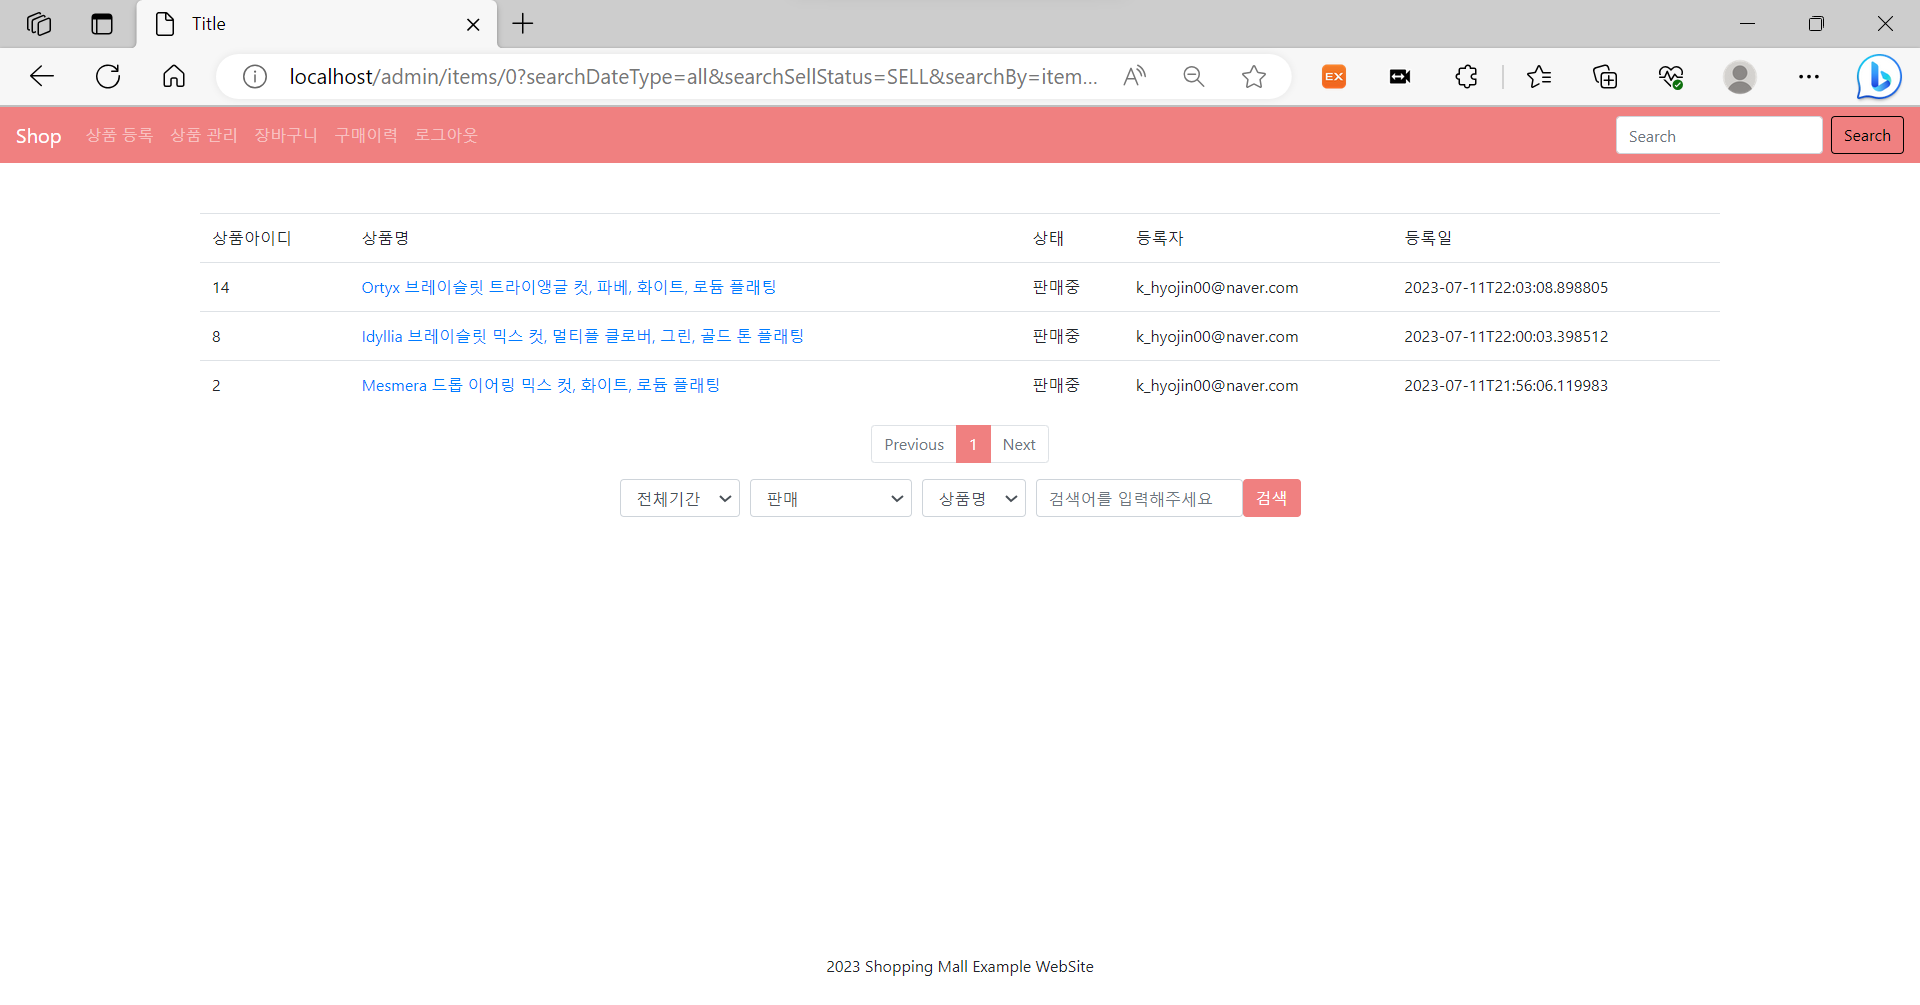 Title
localhost/admin/items/0?searchDateType=all&searchSellStatus=SELL&searchBy=item...
EX
Shop 상품 등록 상품 관리 장바구니 구매이력 로그아웃 Search Search
상품아이디 상품명 상태 등록자 등록일
14 Ortyx 브레이슬릿 트라이앵글 컷, 파베, 화이트, 로듐 플래팅 판매중 k_hyojin00@naver.com 2023-07-11T22:03:08.898805
8 Idyllia 브레이슬릿 믹스 컷, 멀티플 클로버, 그린, 골드 톤 플래팅 판매중 k_hyojin00@naver.com 2023-07-11T22:00:03.398512
2 Mesmera 드롭 이어링 믹스 컷, 화이트, 로듐 플래팅 판매중 k_hyojin00@naver.com 2023-07-11T21:56:06.119983
Previous 1 Next
전체기간 판매 상품명 검색어를 입력해주세요 검색
2023 Shopping Mall Example WebSite